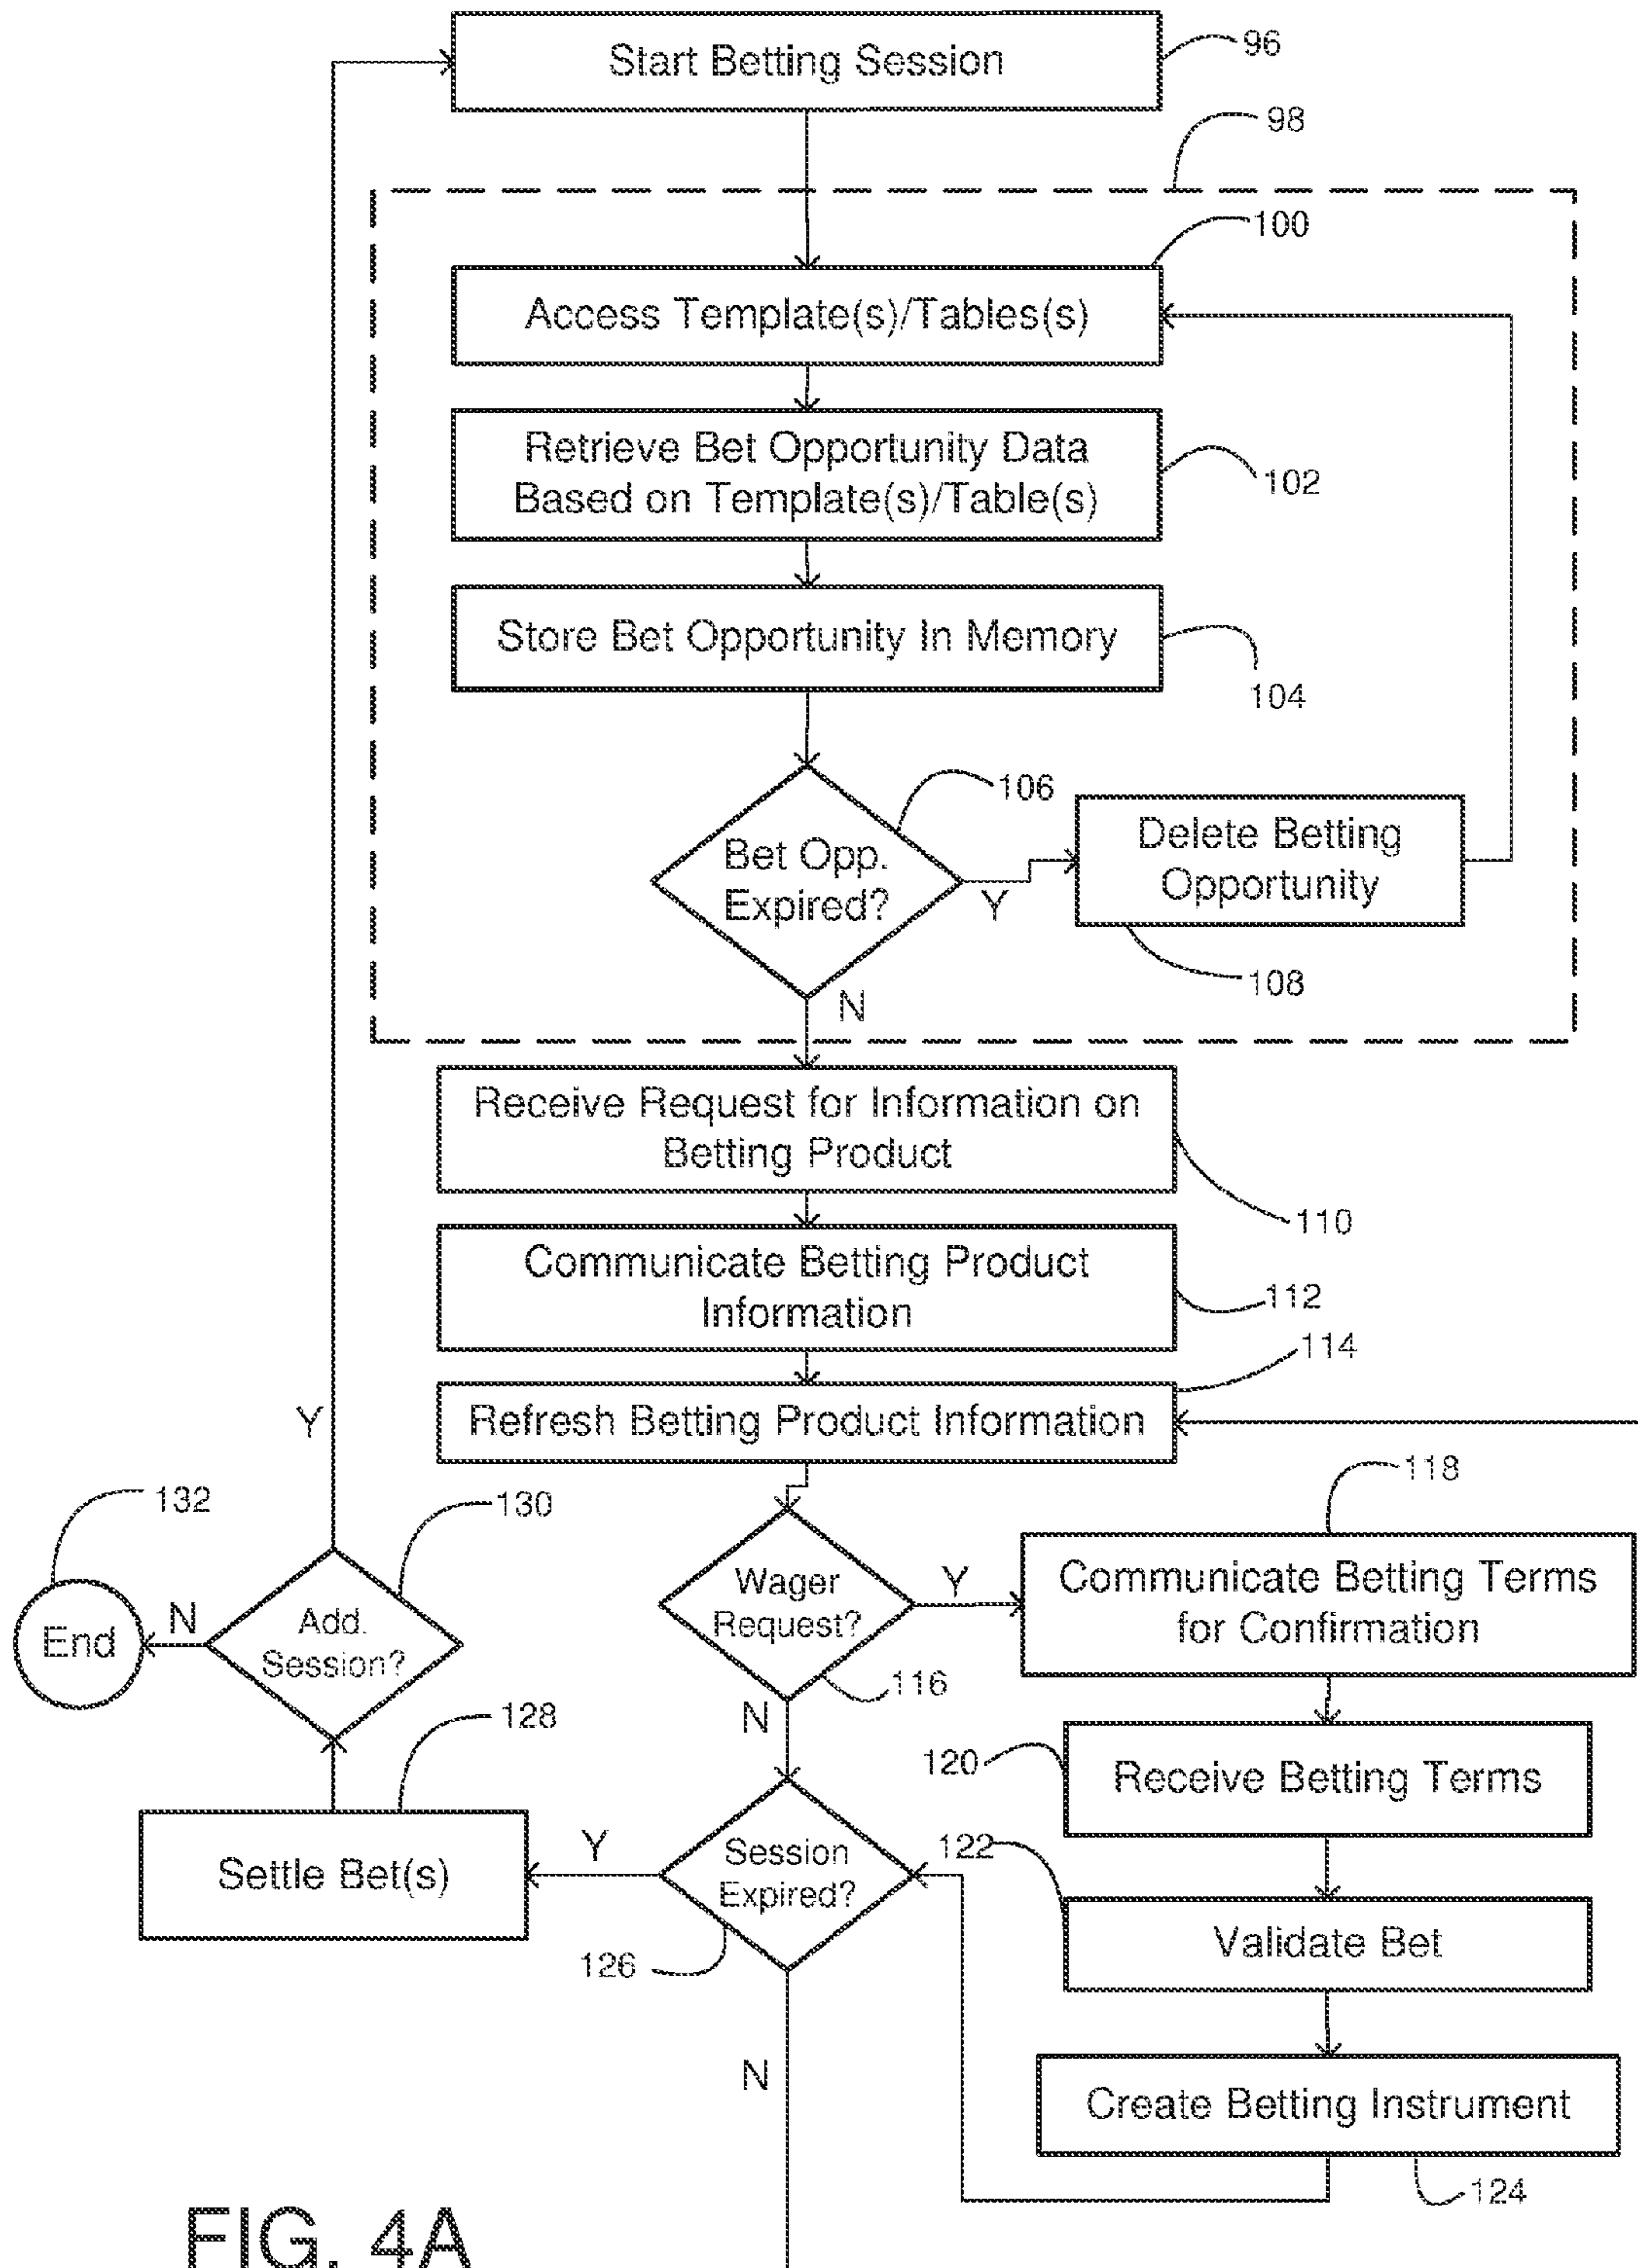 Start Betting Session
96
98
100
Access Template(s)/Tables(s)
Retrieve Bet Opportunity Data
Based on Template(s)/Table(s)
102
Store Bet Opportunity In Memory
104
106
Bet Opp.
Expired?
Y
Delete Betting
Opportunity
108
N
Receive Request for Information on
Betting Product
110
Communicate Betting Product
Information
112
114
Refresh Betting Product Information
Y
118
132
130
Wager
Request?
Y
Communicate Betting Terms
for Confirmation
End
N
Add.
Session?
116
N
128
120
Receive Betting Terms
Settle Bet(s)
Y
Session
Expired?
122
126
Validate Bet
N
Create Betting Instrument
124
FIG. 4A